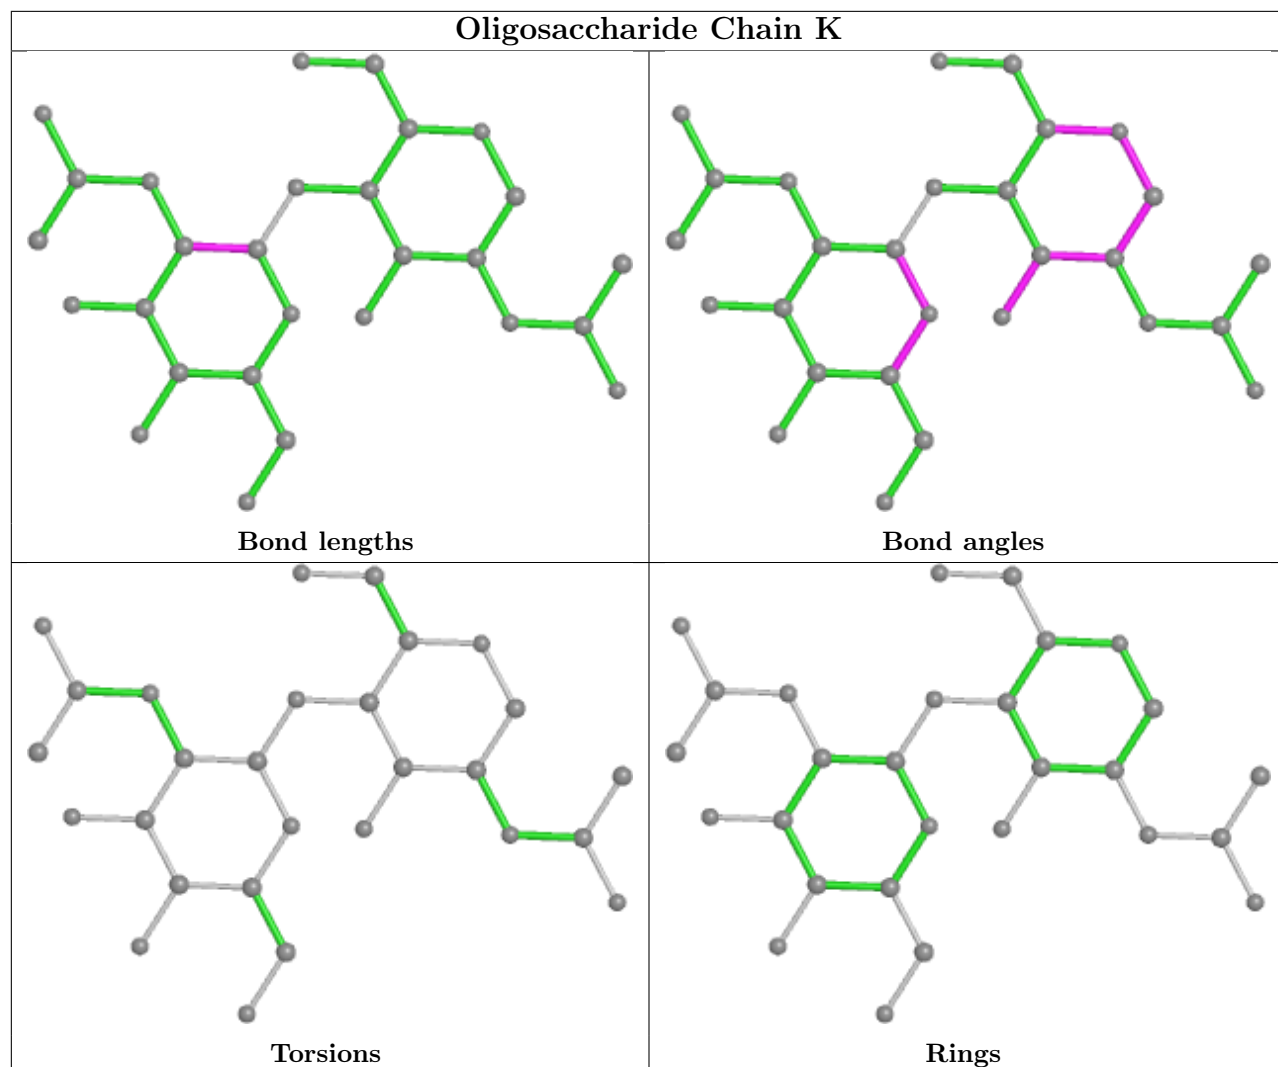 Oligosaccharide Chain K
Bond lengths
Bond angles
Torsions
Rings